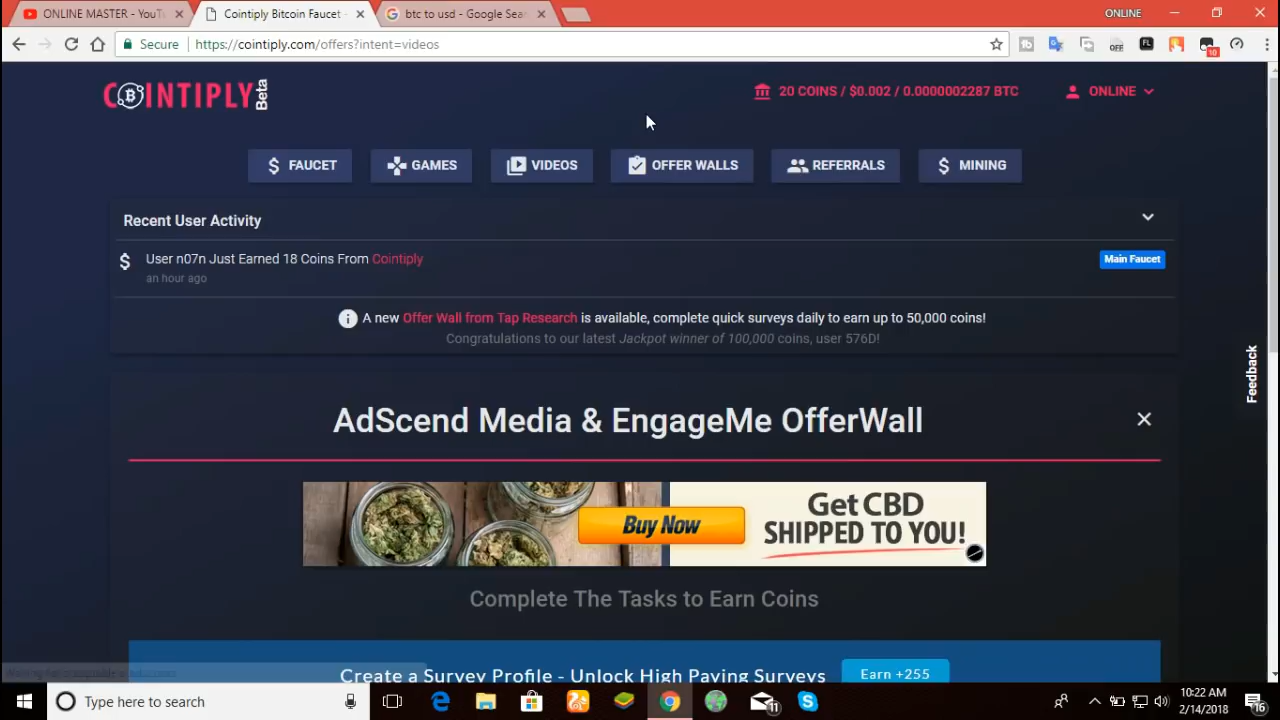 ONLINE MASTER - YouTu
Cointiply Bitcoin Faucet -
btc to usd - Google Sear
ONLINE
Secure
https://cointiply.com/offers?intent=videos
OFF
FL
10
COINTIPLY Beta
20 COINS / $0.002 / 0.0000002287 BTC
ONLINE
FAUCET
GAMES
VIDEOS
OFFER WALLS
REFERRALS
MINING
Recent User Activity
User n07n Just Earned 18 Coins From Cointiply
Main Faucet
an hour ago
A new Offer Wall from Tap Research is available, complete quick surveys daily to earn up to 50,000 coins!
Congratulations to our latest Jackpot winner of 100,000 coins, user 576D!
Feedback
AdScend Media & EngageMe OfferWall
Buy Now
Get CBD
SHIPPED TO YOU!
Complete The Tasks to Earn Coins
Create a Survey Profile - Unlock High Paying Surveys
Earn +255
Type here to search
11
10:22 AM
2/14/2018
16